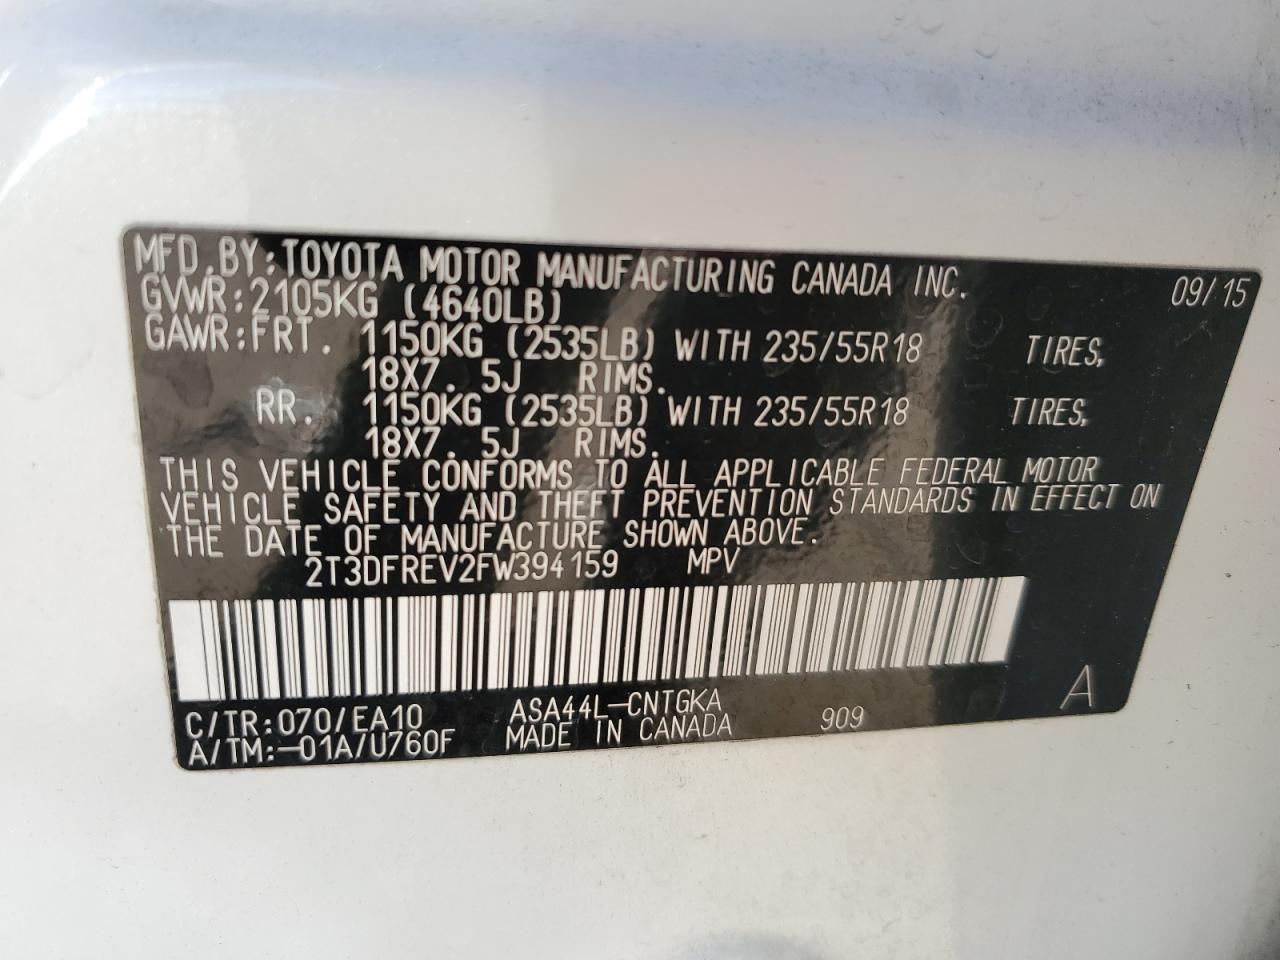 MFD.BY:TOYOTA MOTOR MANUFACTURING CANADA INC. 09/15
GVWR:2105KG (4640LB)
GAWR:FRT. 1150KG (2535LB) WITH 235/55R18 TIRES,
18X7.5J RIMS.
RR. 1150KG (2535LB) WITH 235/55R18 TIRES,
18X7.5J RIMS.
THIS VEHICLE CONFORMS TO ALL APPLICABLE FEDERAL MOTOR
VEHICLE SAFETY AND THEFT PREVENTION STANDARDS IN EFFECT ON
THE DATE OF MANUFACTURE SHOWN ABOVE.
2T3DFREV2FW394159 MPV
C/TR:070/EA10 ASA44L-CNTGKA 909 A
A/TM:-01A/U760F MADE IN CANADA